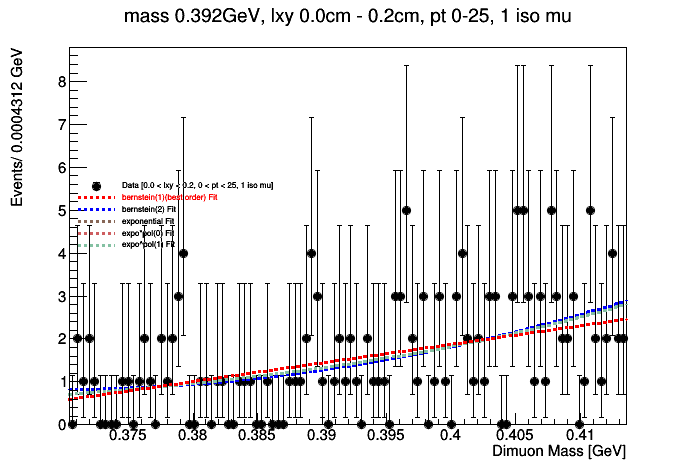 mass 0.392GeV, lxy 0.0cm - 0.2cm, pt 0-25, 1 iso mu
Events/ 0.0004312 GeV
8
7
6
5
4
3
2
1
0
Data [0.0 < lxy < 0.2, 0 < pt < 25, 1 iso mu]
bernstein(1)(best order) Fit
bernstein(2) Fit
exponential Fit
expo*pol(0) Fit
expo*pol(1) Fit
0.375 0.38 0.385 0.39 0.395 0.4 0.405 0.41
Dimuon Mass [GeV]